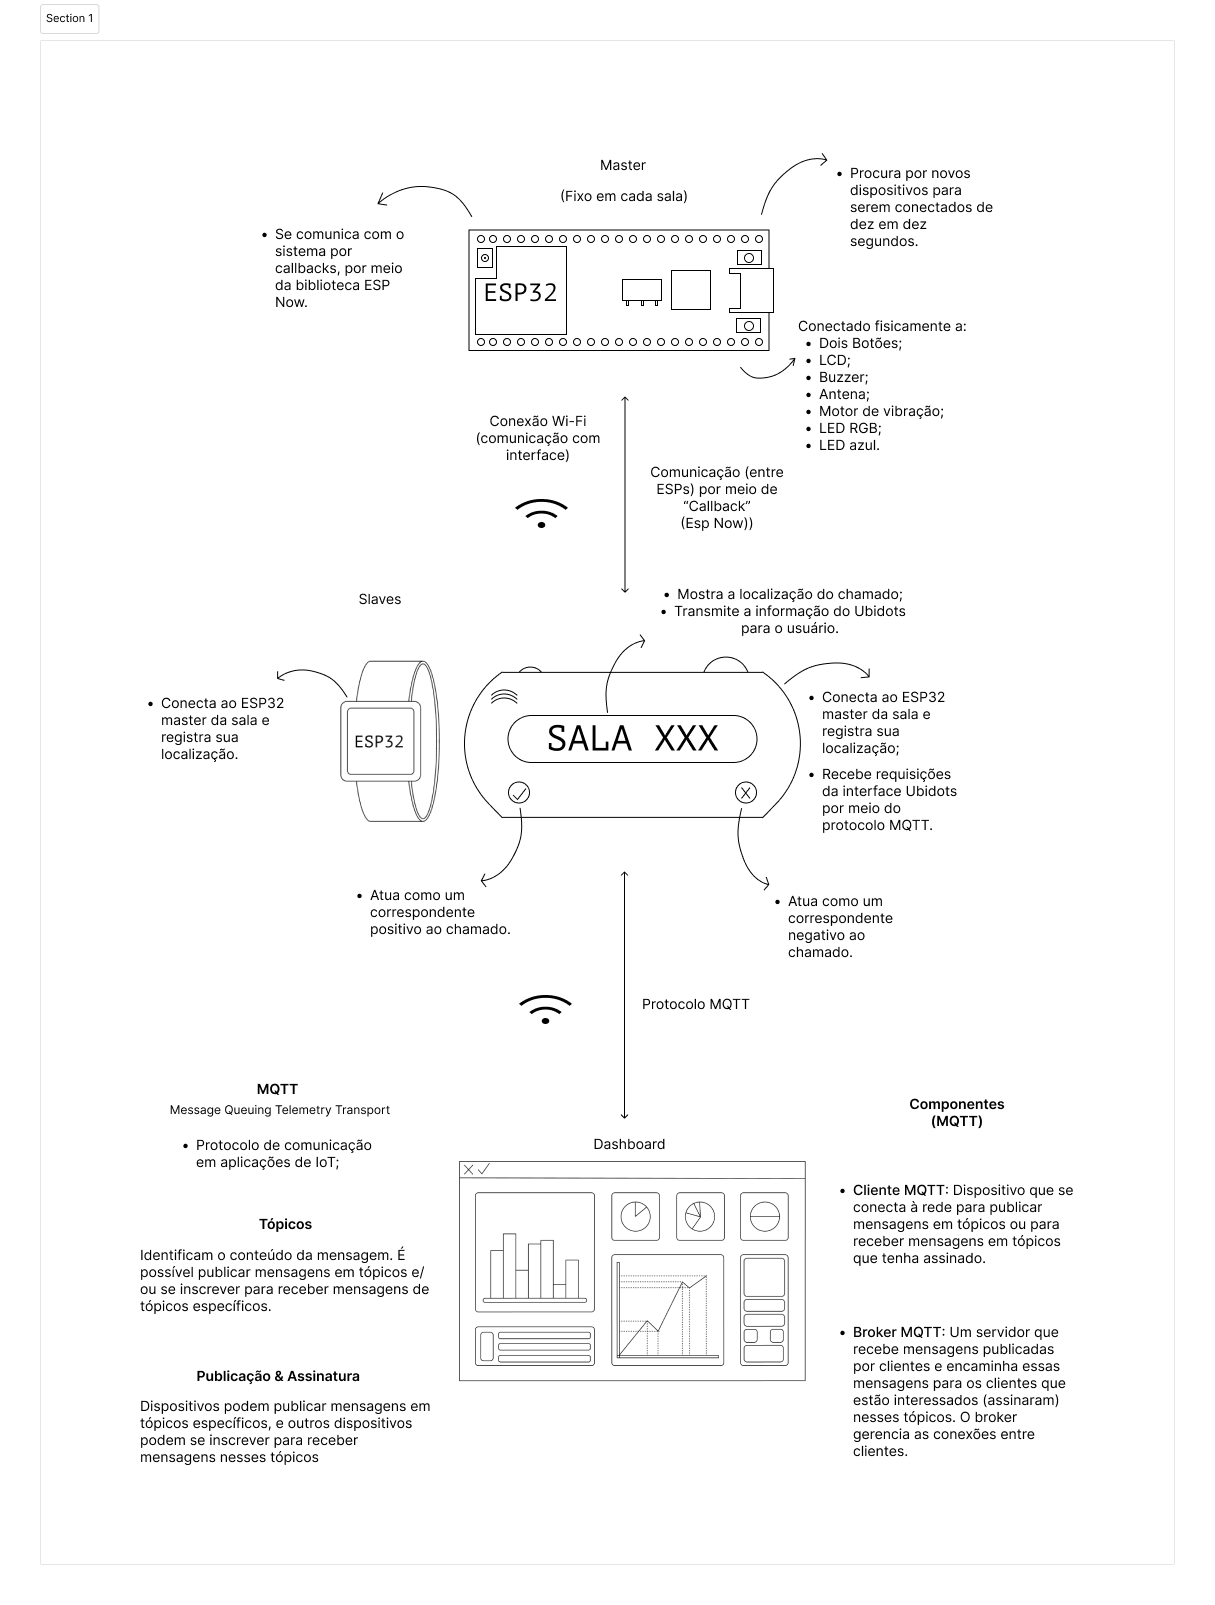 Section 1
Master
(Fixo em cada sala)
• Procura por novos
dispositivos para
serem conectados de
dez em dez
segundos.
• Se comunica com o
sistema por
callbacks, por meio
da biblioteca ESP
Now.
ESP32
Conectado fisicamente a:
• Dois Botões;
• LCD;
• Buzzer;
• Antena;
• Motor de vibração;
• LED RGB;
• LED azul.
Conexão Wi-Fi
(comunicação com
interface)
Comunicação (entre
ESPs) por meio de
“Callback”
(Esp Now))
Slaves
• Mostra a localização do chamado;
• Transmite a informação do Ubidots
para o usuário.
• Conecta ao ESP32
master da sala e
registra sua
localização.
ESP32
SALA XXX
• Conecta ao ESP32
master da sala e
registra sua
localização;
• Recebe requisições
da interface Ubidots
por meio do
protocolo MQTT.
• Atua como um
correspondente
positivo ao chamado.
• Atua como um
correspondente
negativo ao
chamado.
Protocolo MQTT
MQTT
Message Queuing Telemetry Transport
• Protocolo de comunicação
em aplicações de IoT;
Tópicos
Identificam o conteúdo da mensagem. É
possível publicar mensagens em tópicos e/
ou se inscrever para receber mensagens de
tópicos específicos.
Publicação & Assinatura
Dispositivos podem publicar mensagens em
tópicos específicos, e outros dispositivos
podem se inscrever para receber
mensagens nesses tópicos
Dashboard
Componentes
(MQTT)
• Cliente MQTT: Dispositivo que se
conecta à rede para publicar
mensagens em tópicos ou para
receber mensagens em tópicos
que tenha assinado.
• Broker MQTT: Um servidor que
recebe mensagens publicadas
por clientes e encaminha essas
mensagens para os clientes que
estão interessados (assinaram)
nesses tópicos. O broker
gerencia as conexões entre
clientes.